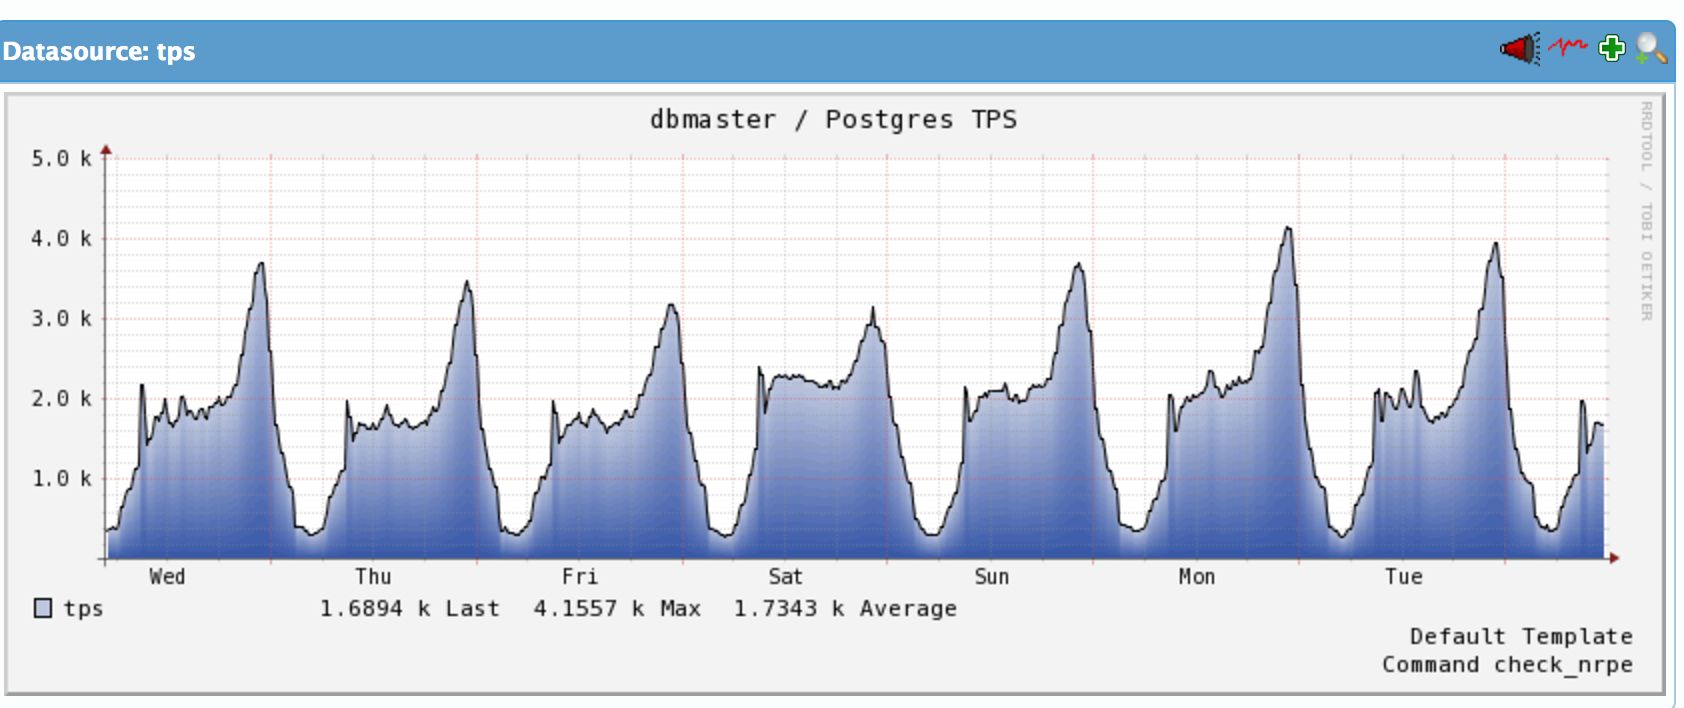 Datasource: tps
dbmaster / Postgres TPS
RRDTOOL / TOBI OETIKER
5.0 k
4.0 k
3.0 k
2.0 k
1.0 k
Wed Thu Fri Sat Sun Mon Tue
tps 1.6894 k Last 4.1557 k Max 1.7343 k Average
Default Template
Command check_nrpe